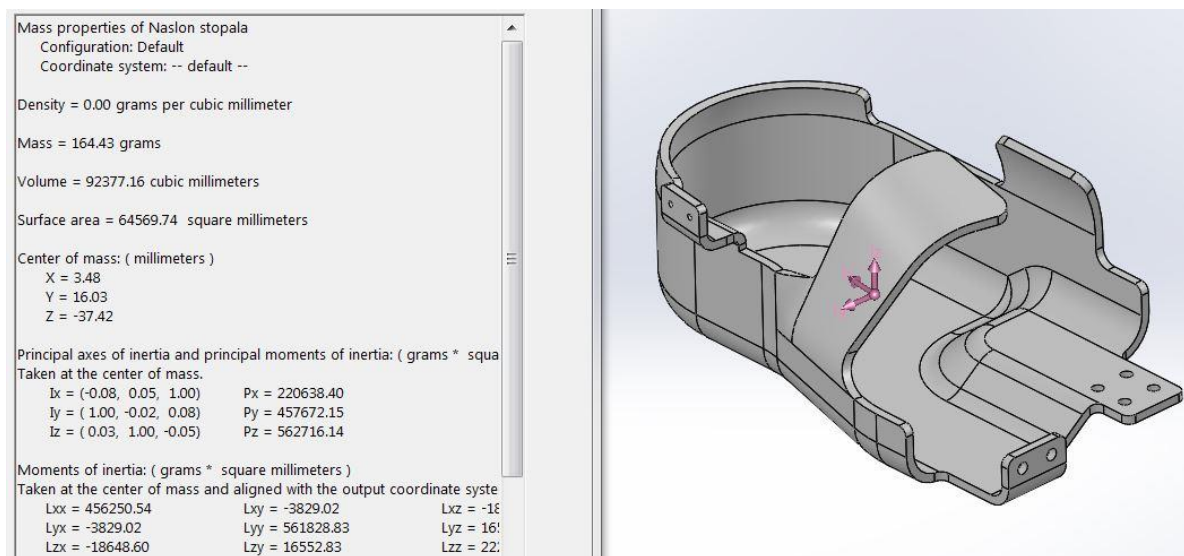 Mass properties of Naslon stopala
Configuration: Default
Coordinate system: -- default --
Density = 0.00 grams per cubic millimeter
Mass = 164.43 grams
Volume = 92377.16 cubic millimeters
Surface area = 64569.74 square millimeters
Center of mass: ( millimeters )
X = 3.48
Y = 16.03
Z = -37.42
Principal axes of inertia and principal moments of inertia: ( grams * squa
Taken at the center of mass.
Ix = (-0.08, 0.05, 1.00) Px = 220638.40
Iy = ( 1.00, -0.02, 0.08) Py = 457672.15
Iz = ( 0.03, 1.00, -0.05) Pz = 562716.14
Moments of inertia: ( grams * square millimeters )
Taken at the center of mass and aligned with the output coordinate syste
Lxx = 456250.54 Lxy = -3829.02 Lxz = -18
Lyx = -3829.02 Lyy = 561828.83 Lyz = 16
Lzx = -18648.60 Lzy = 16552.83 Lzz = 22